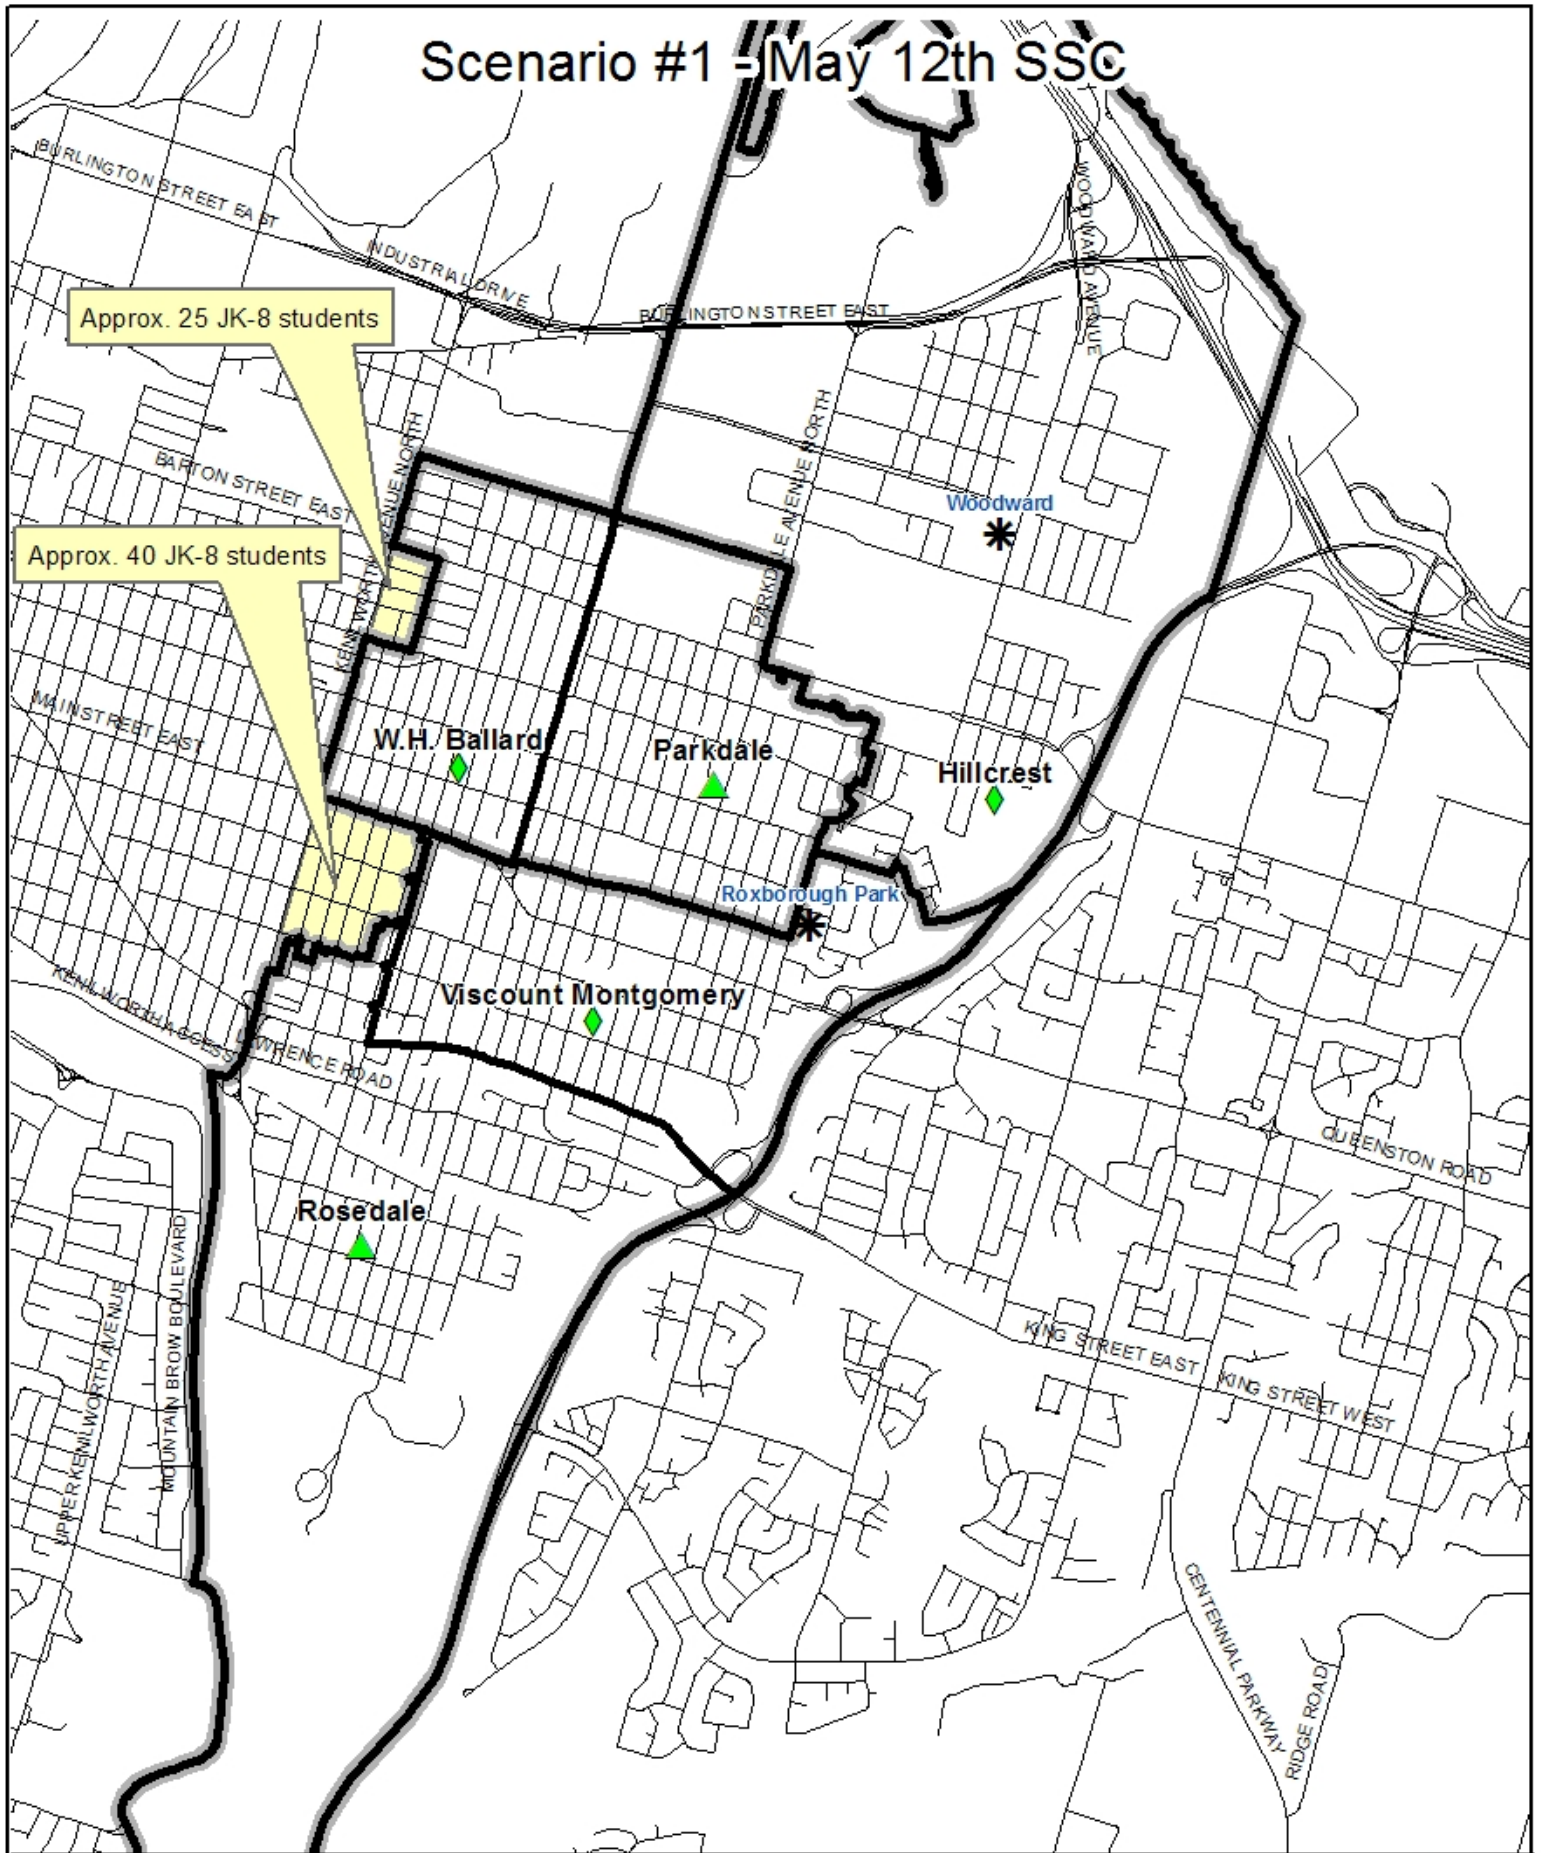 Scenario #1 - May 12th SSC
BURLINGTON STREET EAST
WOODWARD AVENUE
INDUSTRIAL DRIVE
BURLINGTON STREET EAST
Approx. 25 JK-8 students
KENILWORTH AVENUE NORTH
PARKDALE AVENUE NORTH
BARTON STREET EAST
Woodward
Approx. 40 JK-8 students
MAIN STREET EAST
W.H. Ballard
Parkdale
Hillcrest
Roxborough Park
KENILWORTH ACCESS
Viscount Montgomery
LAWRENCE ROAD
QUEENSTON ROAD
Rosedale
MOUNTAIN BROW BOULEVARD
UPPER KENILWORTH AVENUE
KING STREET EAST
KING STREET WEST
CENTENNIAL PARKWAY
RIDGE ROAD